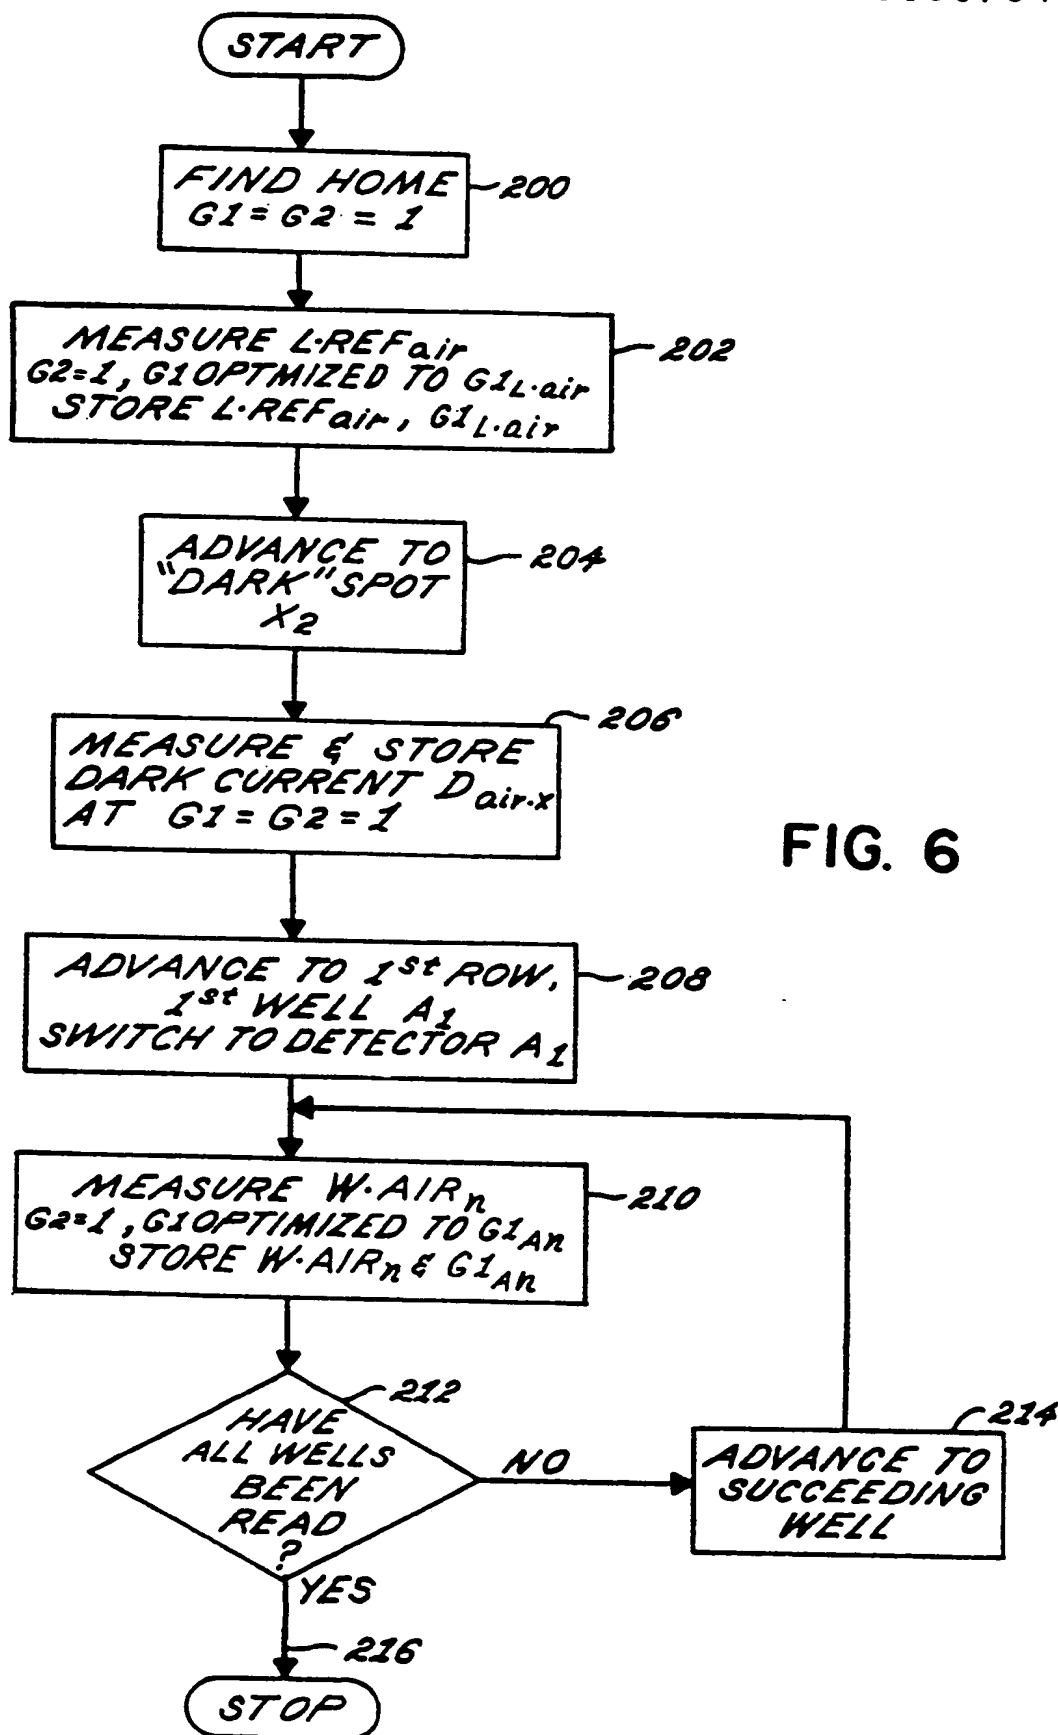 START
FIND HOME
G1 = G2 = 1
200
MEASURE L·REFair
G2=1, G1 OPTMIZED TO G1L·air
STORE L·REFair, G1L·air
202
ADVANCE TO
"DARK" SPOT
X2
204
206
MEASURE & STORE
DARK CURRENT Dair·x
AT G1 = G2 = 1
FIG. 6
ADVANCE TO 1st ROW,
1st WELL A1
SWITCH TO DETECTOR A1
208
MEASURE W·AIRn
G2=1, G1 OPTIMIZED TO G1An
STORE W·AIRn & G1An
210
212
HAVE
ALL WELLS
BEEN
READ
?
NO
YES
214
ADVANCE TO
SUCCEEDING
WELL
216
STOP